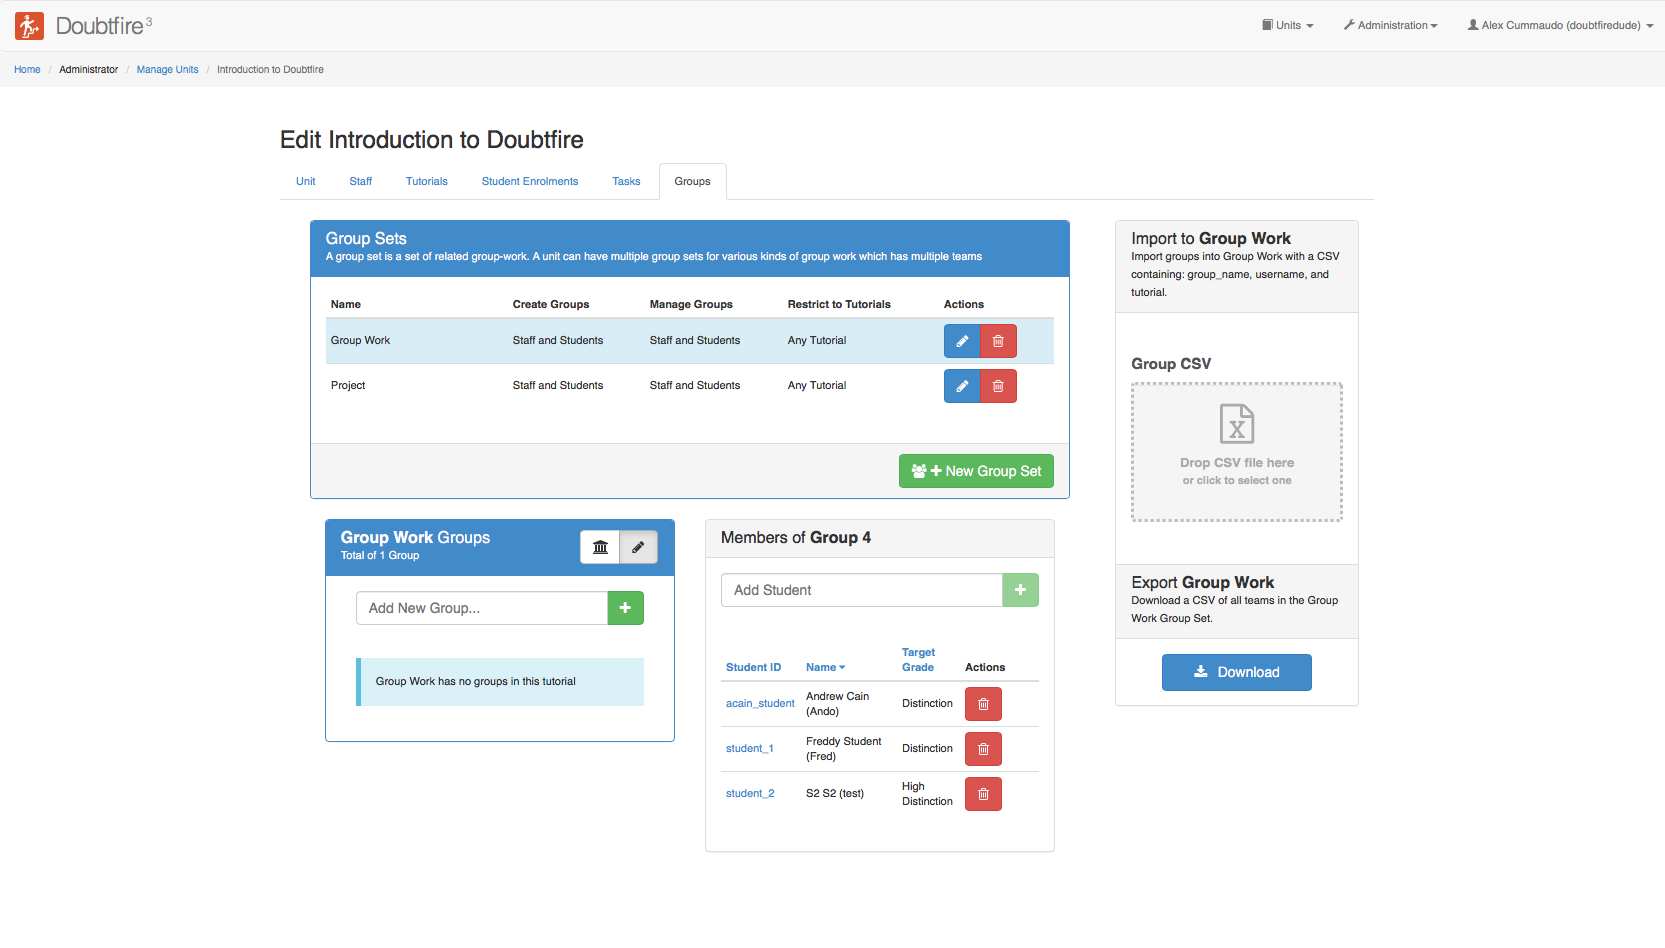 Doubtfire3
Units
Administration
Alex Cummaudo (doubtfiredude)
Home / Administrator / Manage Units / Introduction to Doubtfire
Edit Introduction to Doubtfire
Unit Staff Tutorials Student Enrolments Tasks Groups
Group Sets
A group set is a set of related group-work. A unit can have multiple group sets for various kinds of group work which has multiple teams
Name Create Groups Manage Groups Restrict to Tutorials Actions
Group Work Staff and Students Staff and Students Any Tutorial
Project Staff and Students Staff and Students Any Tutorial
New Group Set
Group Work Groups
Total of 1 Group
Add New Group...
Group Work has no groups in this tutorial
Members of Group 4
Add Student
Student ID Name Target Grade Actions
acain_student Andrew Cain (Ando) Distinction
student_1 Freddy Student (Fred) Distinction
student_2 S2 S2 (test) High Distinction
Import to Group Work
Import groups into Group Work with a CSV
containing: group_name, username, and
tutorial.
Group CSV
X
Drop CSV file here
or click to select one
Export Group Work
Download a CSV of all teams in the Group
Work Group Set.
Download